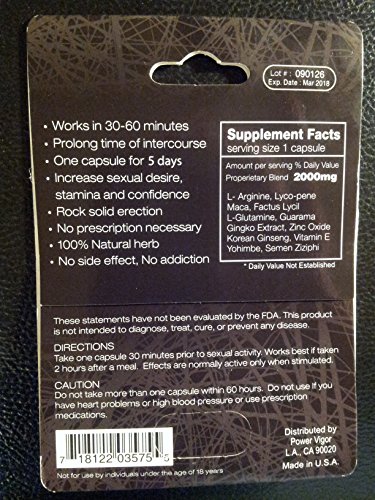 Lot # : 090126
Exp. Date : Mar 2018
• Works in 30-60 minutes
• Prolong time of intercourse
• One capsule for 5 days
• Increase sexual desire,
stamina and confidence
• Rock solid erection
• No prescription necessary
• 100% Natural herb
• No side effect, No addiction
Supplement Facts
serving size 1 capsule
Amount per serving % Daily Value
Properietary Blend 2000mg
L- Arginine, Lyco-pene
Maca, Factus Lycil
L-Glutamine, Guarama
Gingko Extract, Zinc Oxide
Korean Ginseng, Vitamin E
Yohimbe, Semen Ziziphi
* Daily Value Not Established
These statements have not been evaluated by the FDA. This product
is not intended to diagnose, treat, cure, or prevent any disease.
DIRECTIONS
Take one capsule 30 minutes prior to sexual activity. Works best if taken
2 hours after a meal. Effects are normally active only when stimulated.
CAUTION
Do not take more than one capsule within 60 hours. Do not use If you
have heart problems or high blood pressure or use prescription
medications.
7 18122 03575 5
Not for use by individuals under the age of 18 years
Distributed by
Power Vigor
L.A., CA 90020
Made in U.S.A.